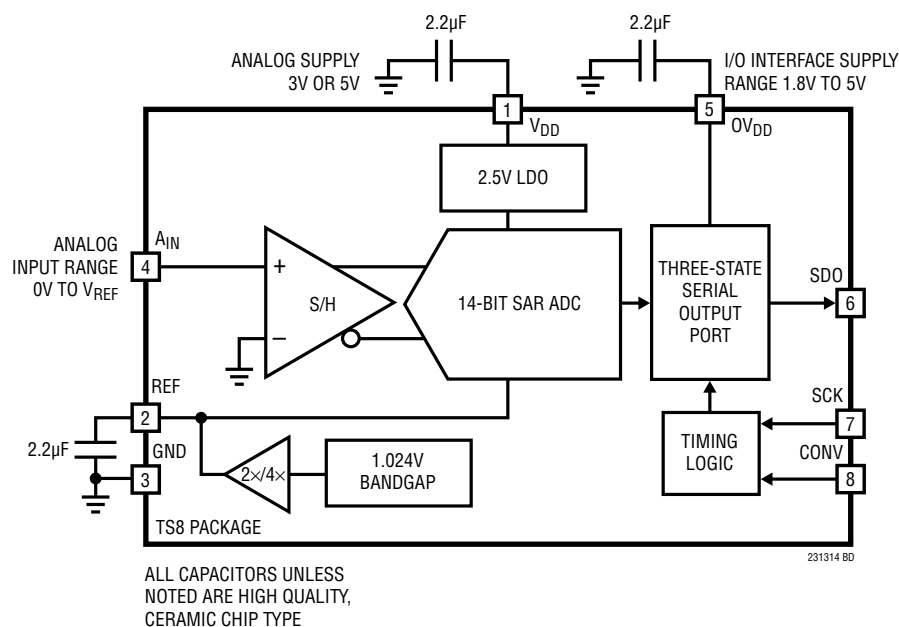 2.2µF
2.2µF
ANALOG SUPPLY
3V OR 5V
I/O INTERFACE SUPPLY
RANGE 1.8V TO 5V
1
VDD
5
OVDD
2.5V LDO
ANALOG
INPUT RANGE
0V TO VREF
AIN
4
+
S/H
–
14-BIT SAR ADC
THREE-STATE
SERIAL
OUTPUT
PORT
SDO
6
REF
2
2.2µF
GND
3
2×/4×
1.024V
BANDGAP
TIMING
LOGIC
SCK
7
CONV
8
TS8 PACKAGE
231314 BD
ALL CAPACITORS UNLESS
NOTED ARE HIGH QUALITY,
CERAMIC CHIP TYPE